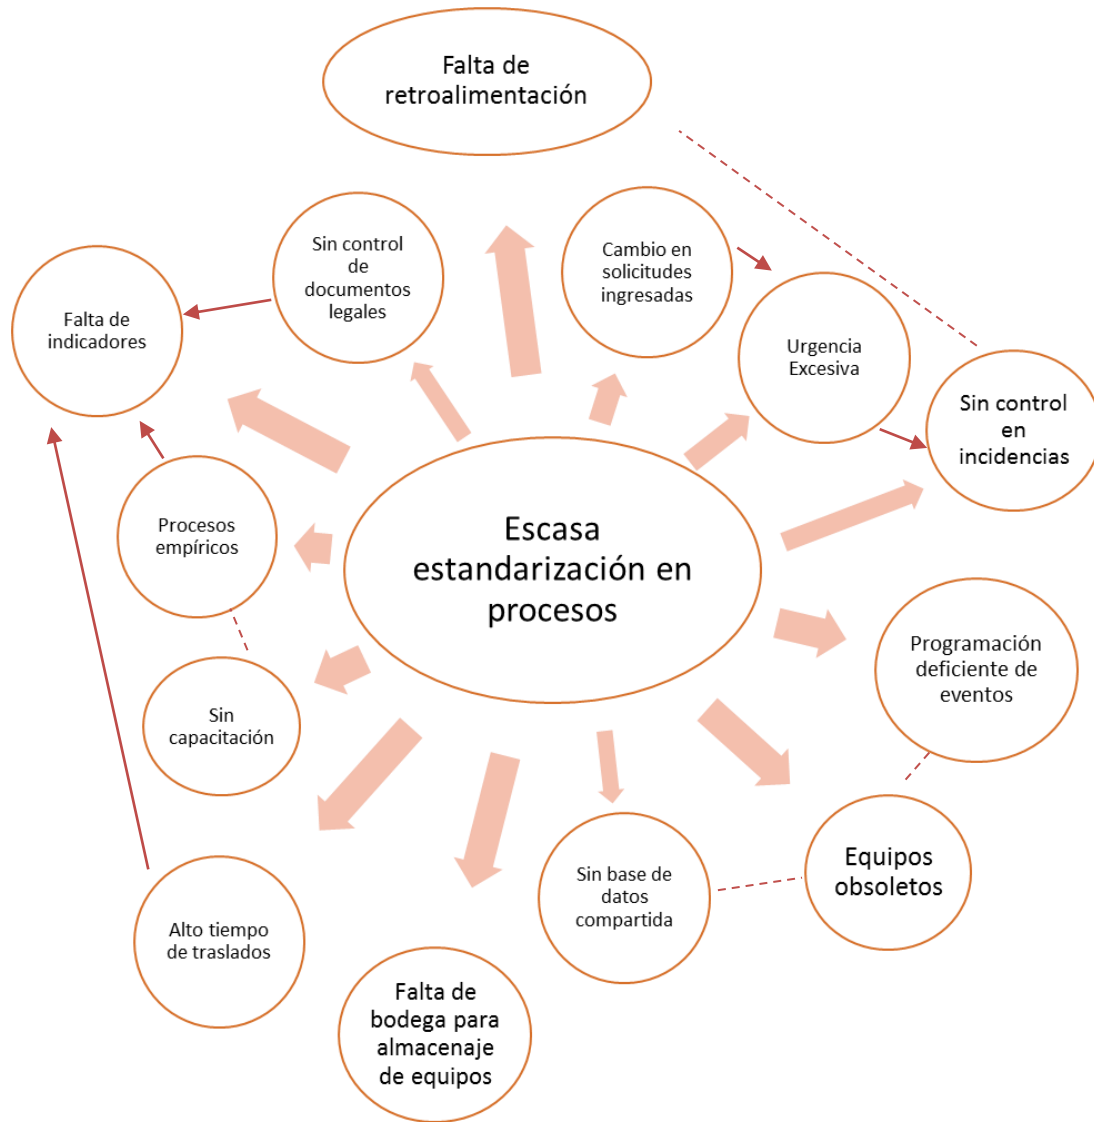 Falta de
retroalimentación
Sin control
de
documentos
legales
Cambio en
solicitudes
ingresadas
Falta de
indicadores
Urgencia
Excesiva
Sin control
en
incidencias
Procesos
empíricos
Escasa
estandarización en
procesos
Programación
deficiente de
eventos
Sin
capacitación
Equipos
obsoletos
Sin base de
datos
compartida
Alto tiempo
de traslados
Falta de
bodega para
almacenaje
de equipos